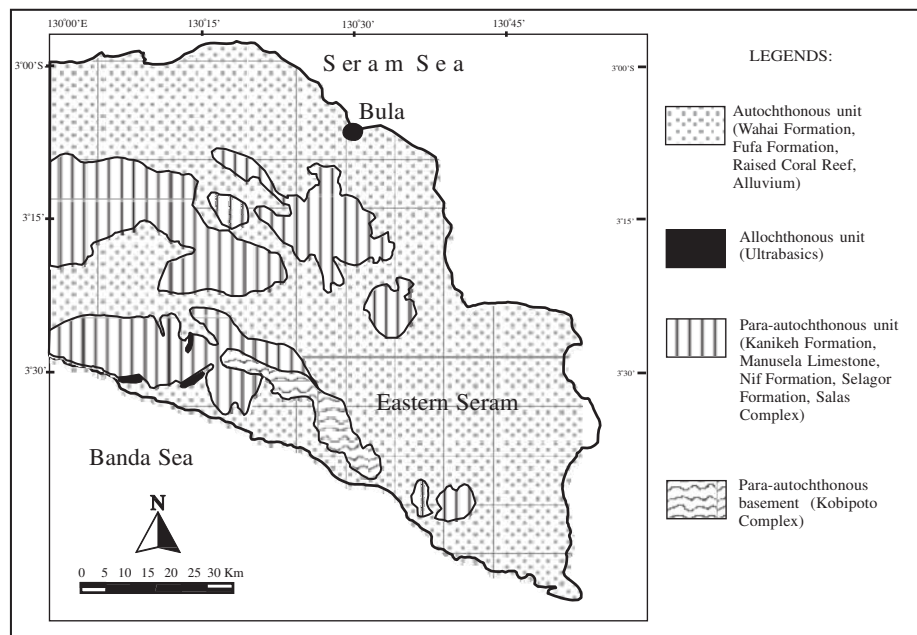 130°00'E 130°15' 130°30' 130°45'
3°00'S
3°15'
3°30'
3°00'S
3°15'
3°30'
Seram Sea
Bula
Eastern Seram
Banda Sea
N
0 5 10 15 20 25 30 Km
LEGENDS:
Autochthonous unit
(Wahai Formation,
Fufa Formation,
Raised Coral Reef,
Alluvium)
Allochthonous unit
(Ultrabasics)
Para-autochthonous unit
(Kanikeh Formation,
Manusela Limestone,
Nif Formation, Selagor
Formation, Salas
Complex)
Para-autochthonous
basement (Kobipoto
Complex)